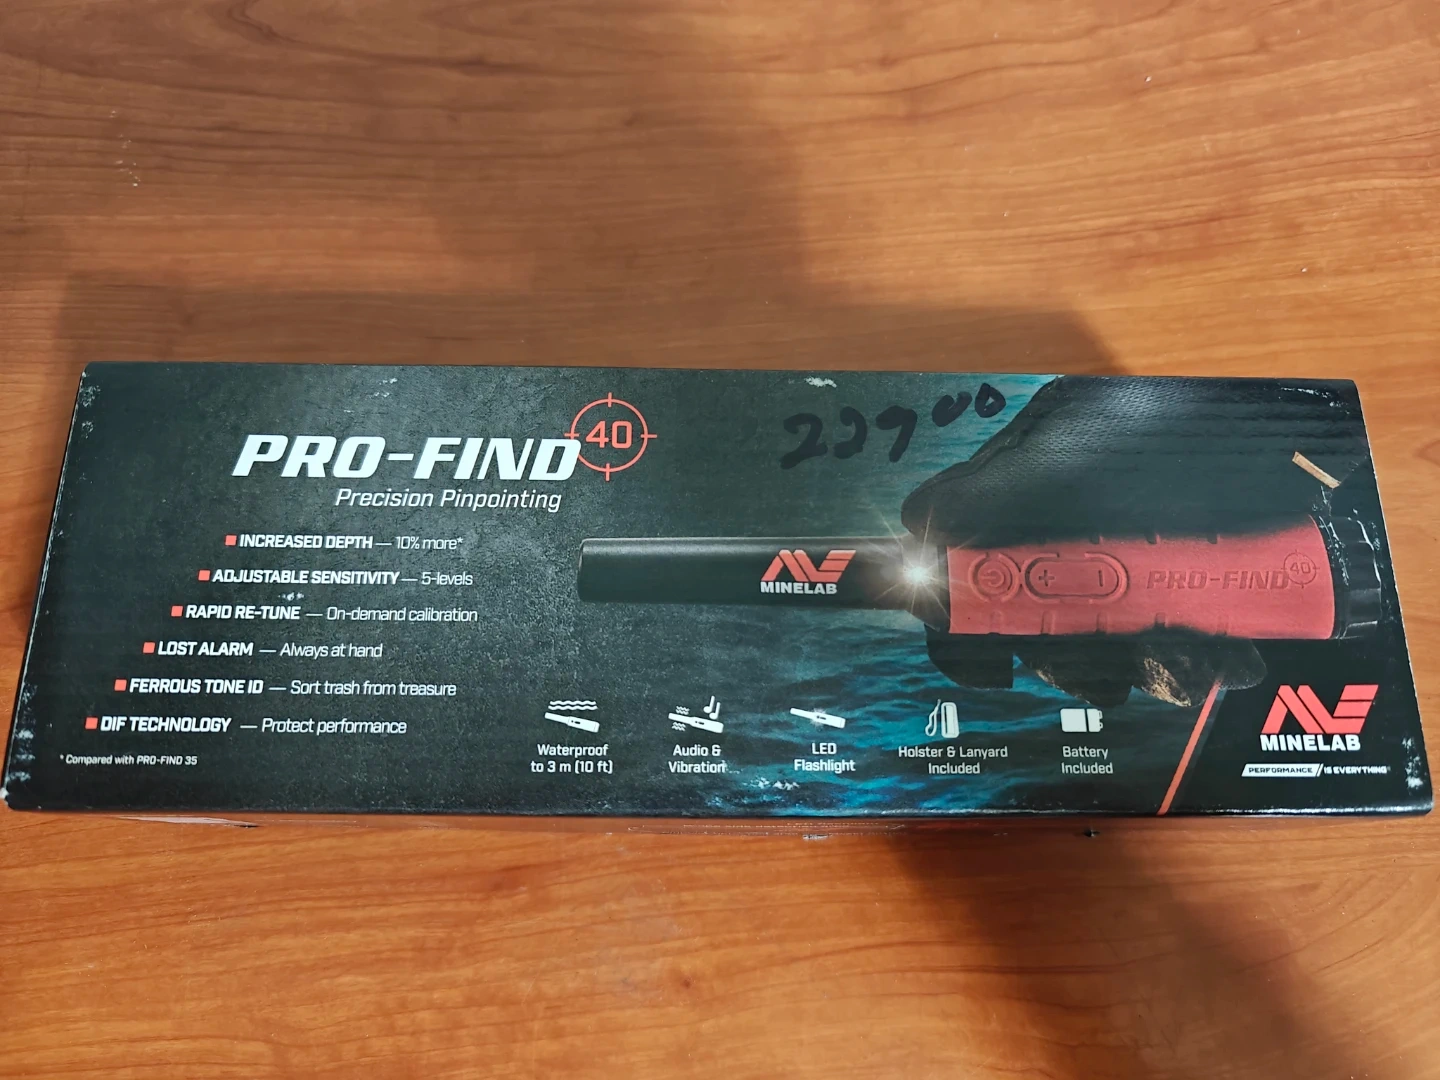 PRO-FIND 40
Precision Pinpointing
229 00
INCREASED DEPTH — 10% more*
ADJUSTABLE SENSITIVITY — 5-levels
RAPID RE-TUNE — On-demand calibration
LOST ALARM — Always at hand
FERROUS TONE ID — Sort trash from treasure
DIF TECHNOLOGY — Protect performance
* Compared with PRO-FIND 35
MINELAB
+ −
PRO-FIND 40
Waterproof
to 3 m (10 ft)
Audio &
Vibration
LED
Flashlight
Holster & Lanyard
Included
Battery
Included
MINELAB
PERFORMANCE / IS EVERYTHING